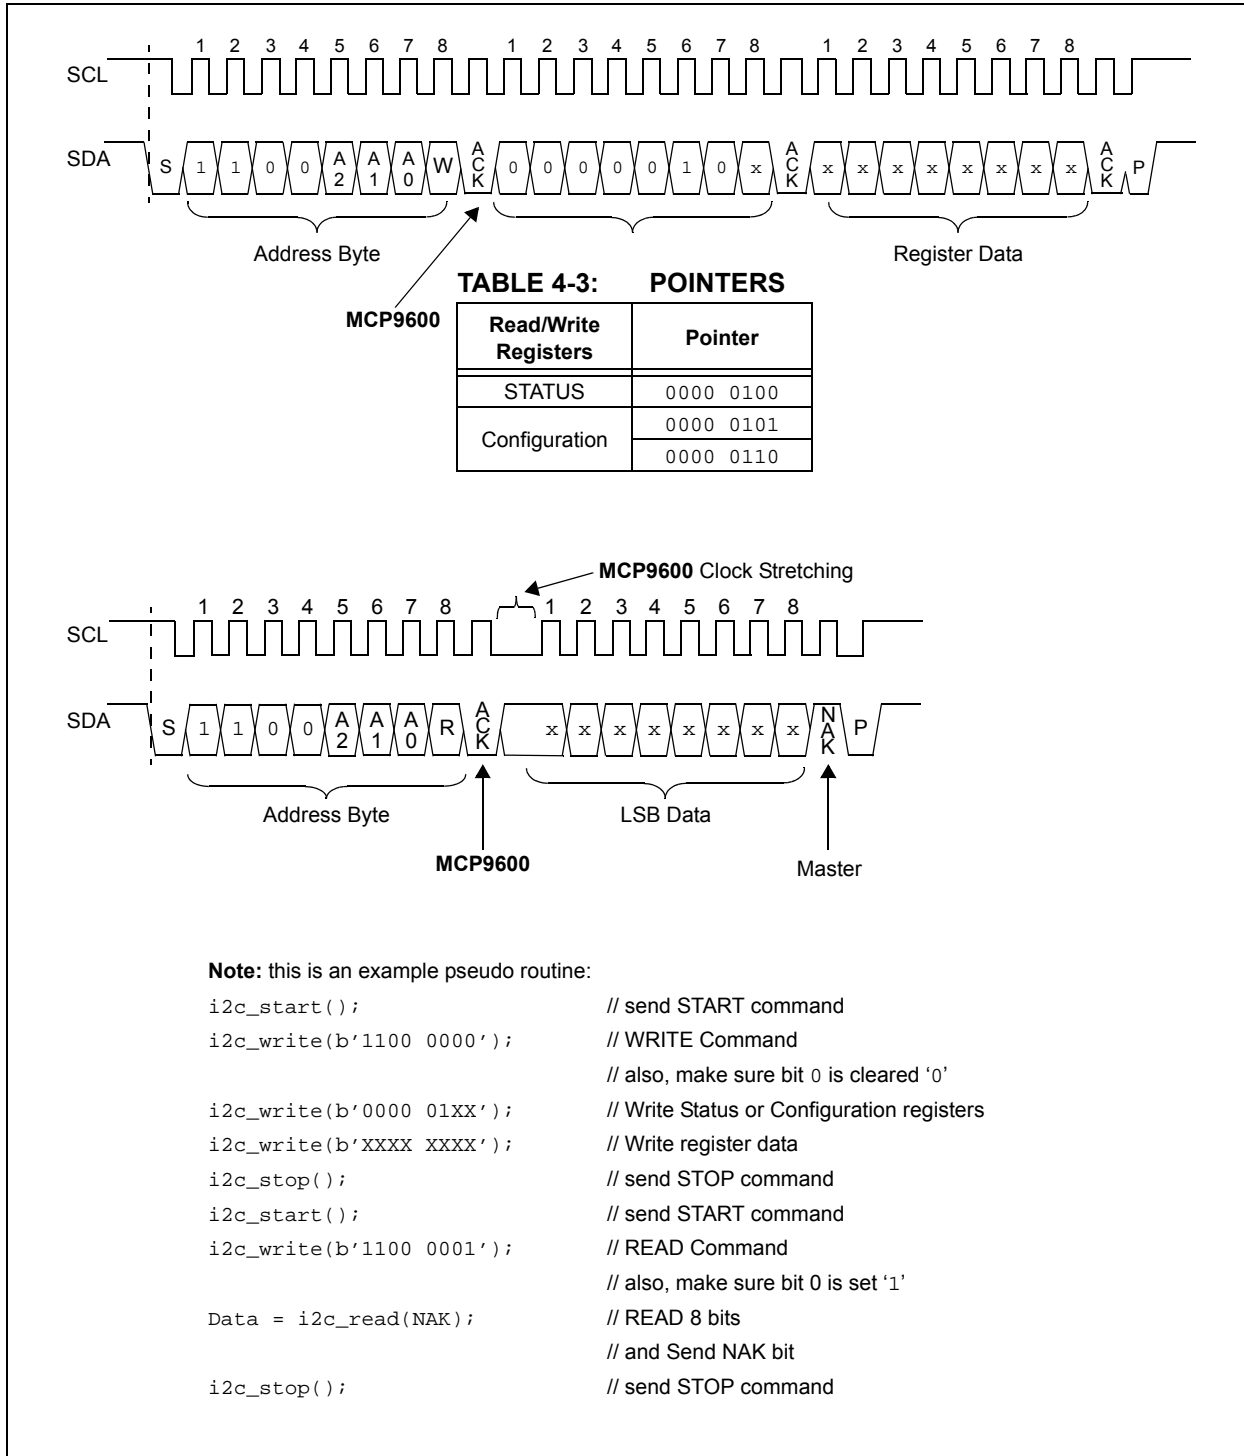 1 2 3 4 5 6 7 8 1 2 3 4 5 6 7 8 1 2 3 4 5 6 7 8
SCL
SDA S 1 1 0 0 A2 A1 A0 W ACK 0 0 0 0 0 1 0 x ACK x x x x x x x x ACK P
Address Byte
Register Data
MCP9600
TABLE 4-3: POINTERS
Read/Write Registers Pointer
STATUS 0000 0100
Configuration 0000 0101
0000 0110
MCP9600 Clock Stretching
1 2 3 4 5 6 7 8 1 2 3 4 5 6 7 8
SCL
SDA S 1 1 0 0 A2 A1 A0 R ACK x x x x x x x x NAK P
Address Byte LSB Data
MCP9600 Master
Note: this is an example pseudo routine:
i2c_start(); // send START command
i2c_write(b’1100 0000’); // WRITE Command
// also, make sure bit 0 is cleared ‘0’
i2c_write(b’0000 01XX’); // Write Status or Configuration registers
i2c_write(b’XXXX XXXX’); // Write register data
i2c_stop(); // send STOP command
i2c_start(); // send START command
i2c_write(b’1100 0001’); // READ Command
// also, make sure bit 0 is set ‘1’
Data = i2c_read(NAK); // READ 8 bits
// and Send NAK bit
i2c_stop(); // send STOP command